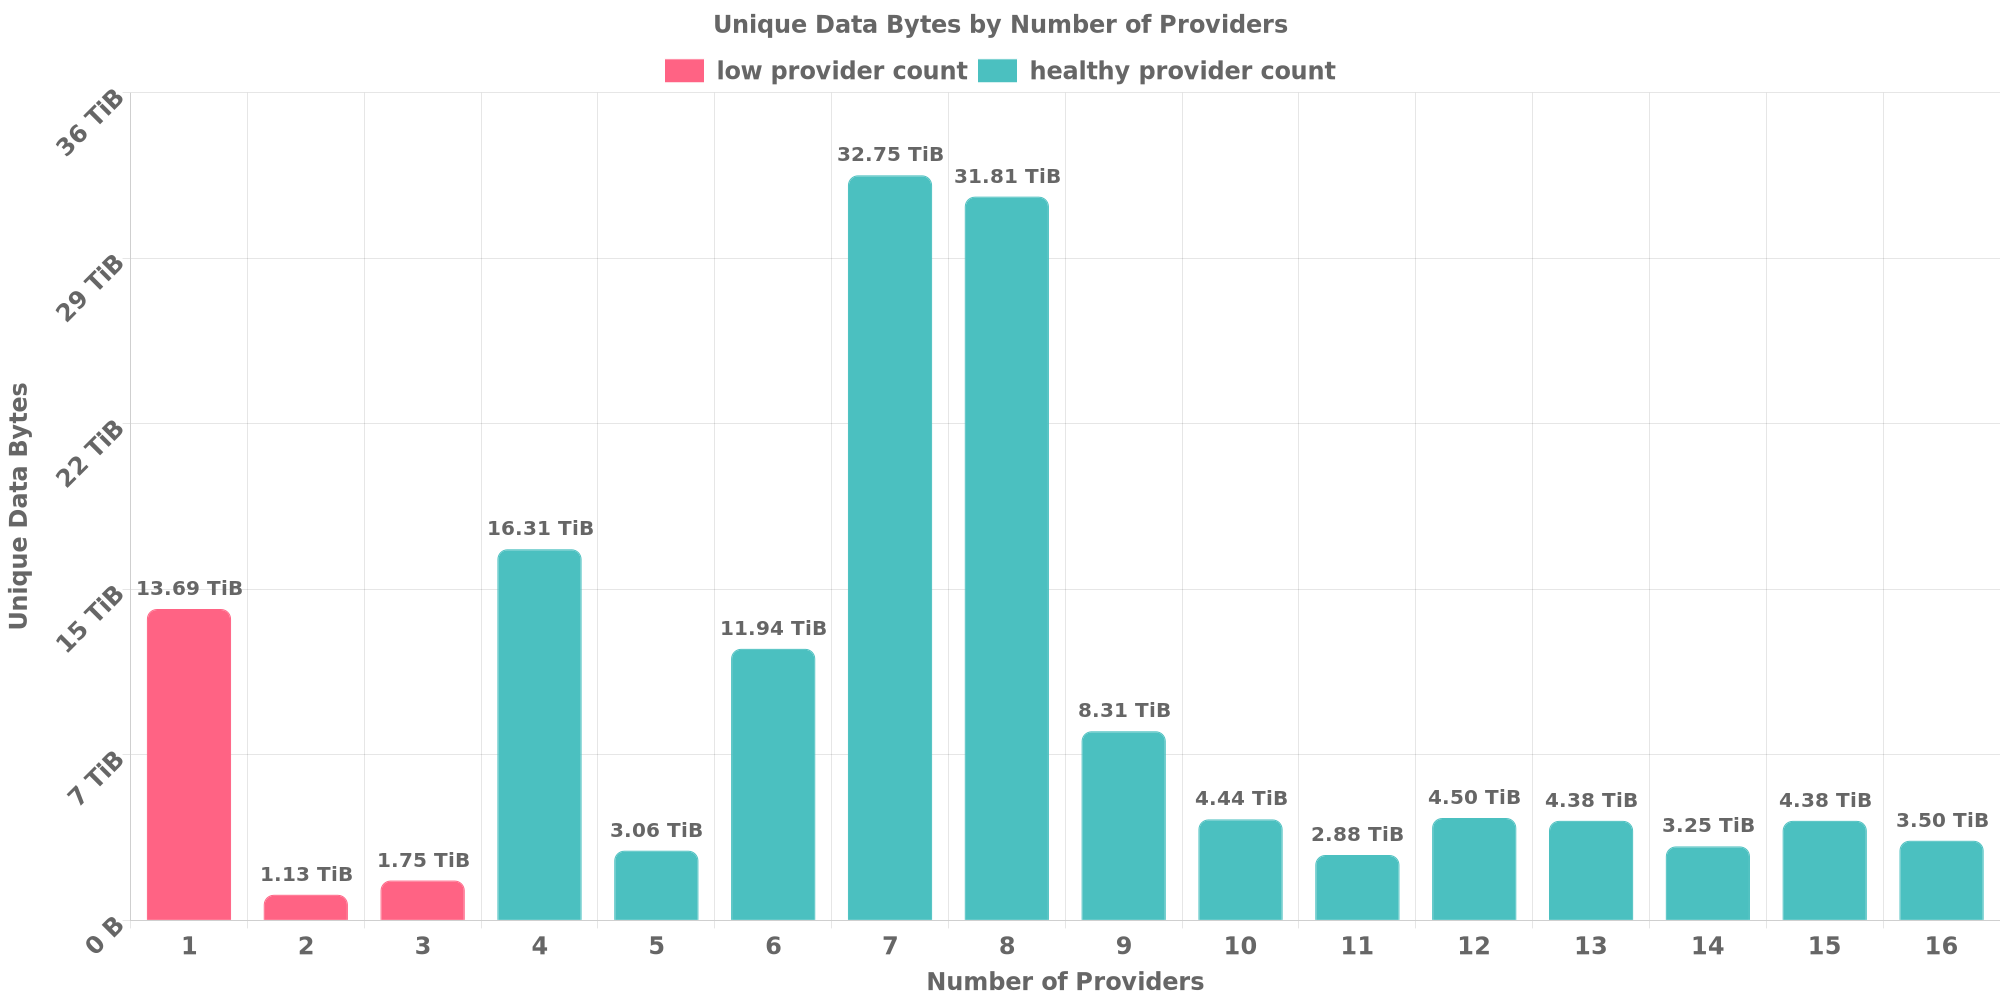 Unique Data Bytes by Number of Providers
low provider count
healthy provider count
Unique Data Bytes
36 TiB
29 TiB
22 TiB
15 TiB
7 TiB
0 B
13.69 TiB
1.13 TiB
1.75 TiB
16.31 TiB
3.06 TiB
11.94 TiB
32.75 TiB
31.81 TiB
8.31 TiB
4.44 TiB
2.88 TiB
4.50 TiB
4.38 TiB
3.25 TiB
4.38 TiB
3.50 TiB
1 2 3 4 5 6 7 8 9 10 11 12 13 14 15 16
Number of Providers